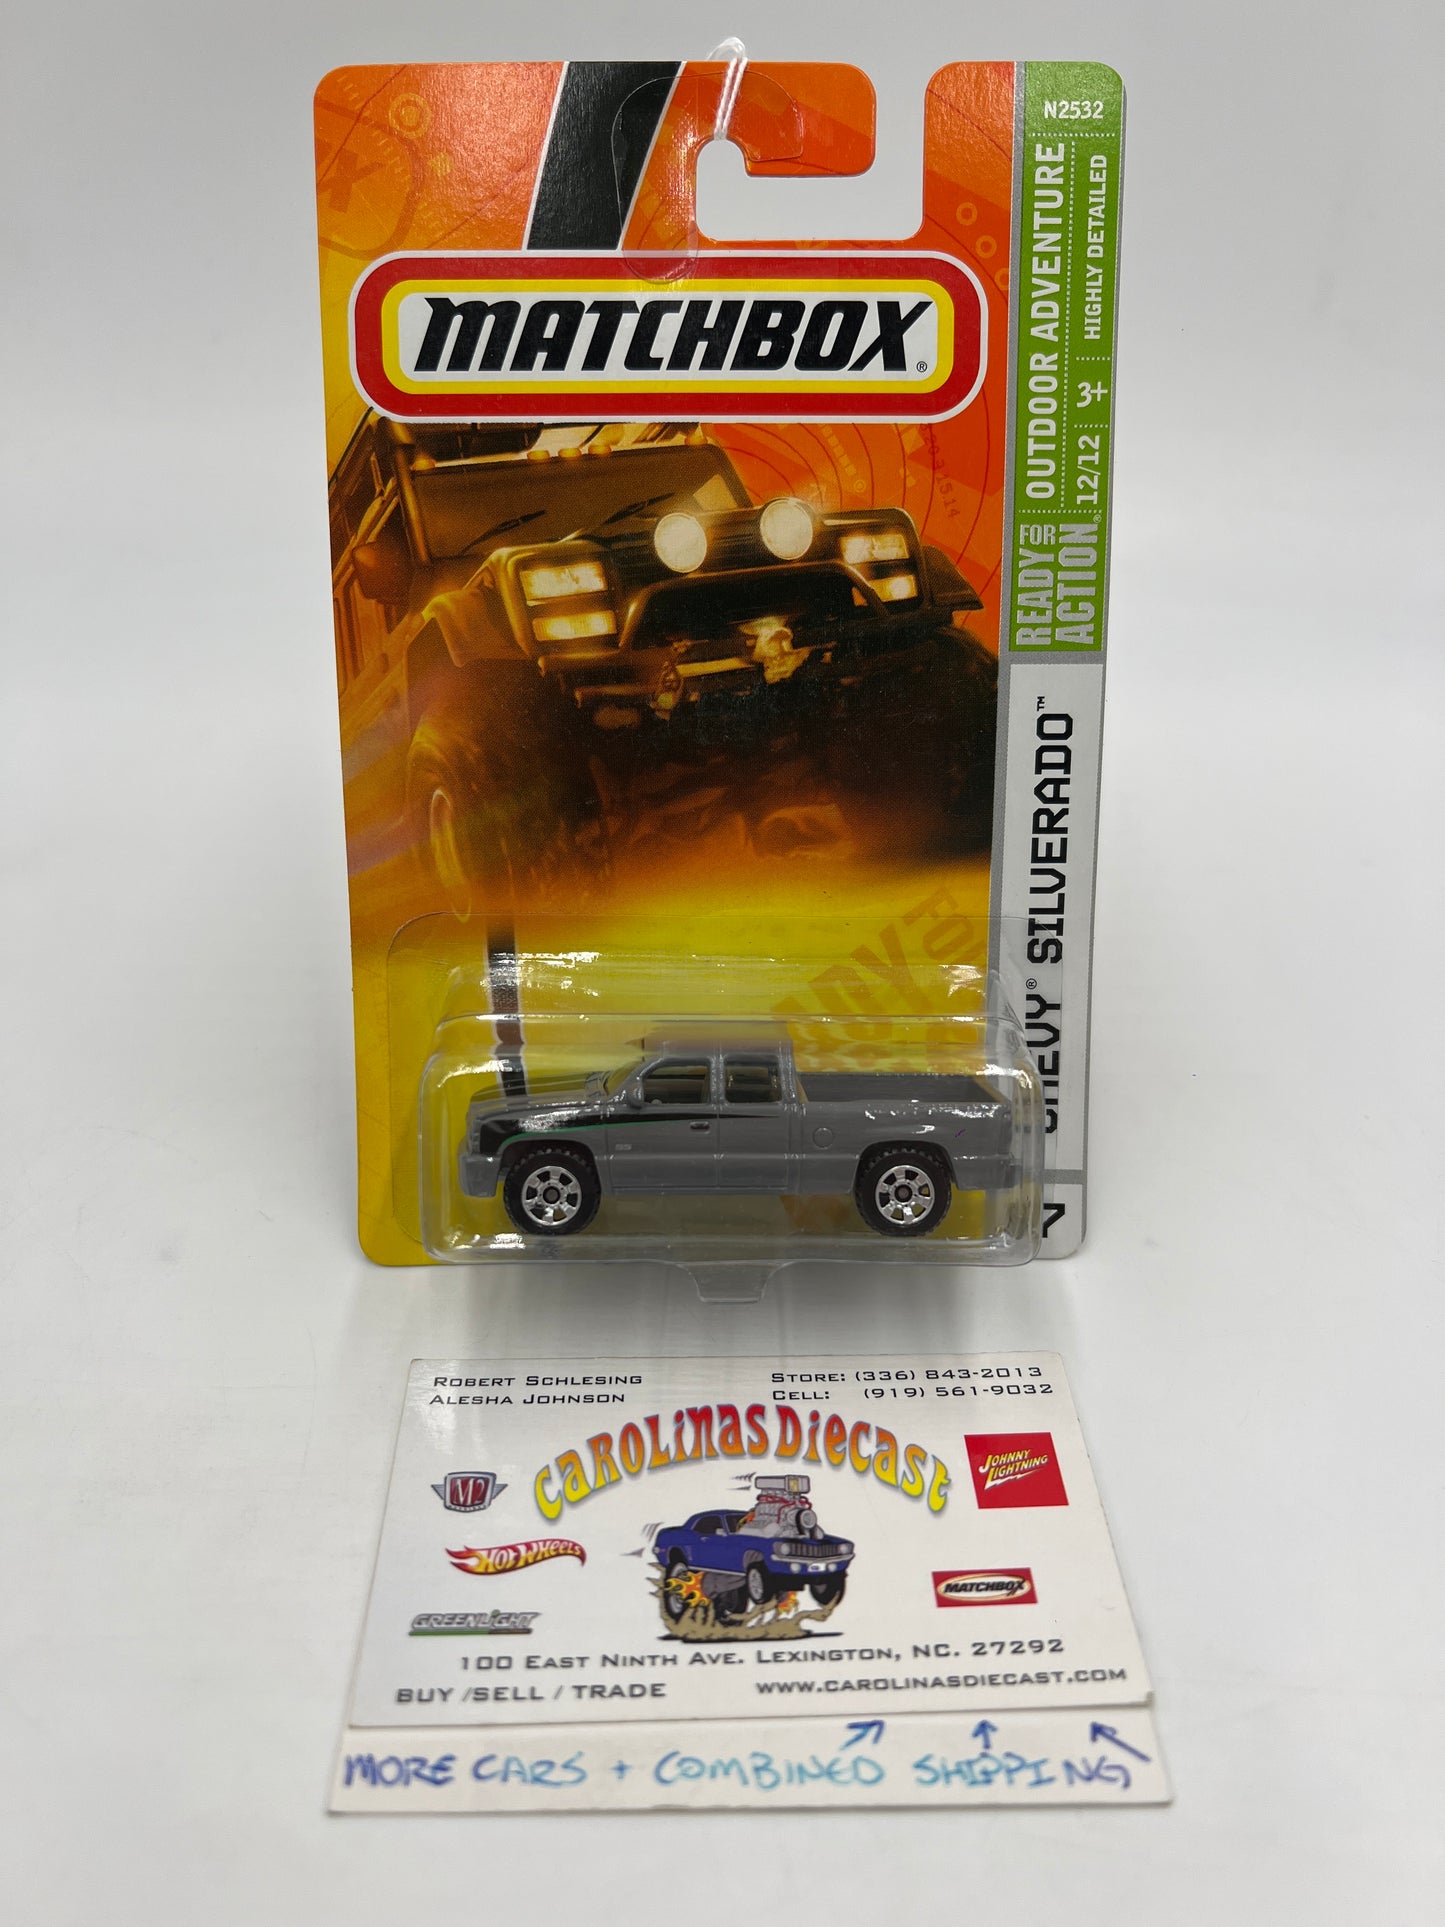 N2532
MATCHBOX®
OUTDOOR ADVENTURE
HIGHLY DETAILED
12/12 3+
READY FOR ACTION®
SILVERADO™
ROBERT SCHLESING
ALESHA JOHNSON
STORE: (336) 843-2013
CELL: (919) 561-9032
CAROLINAS DIECAST
M2
JOHNNY LIGHTNING
HOT WHEELS
MATCHBOX
GREENLIGHT
100 EAST NINTH AVE. LEXINGTON, NC. 27292
BUY /SELL / TRADE
WWW.CAROLINASDIECAST.COM
MORE CARS + COMBINED SHIPPING